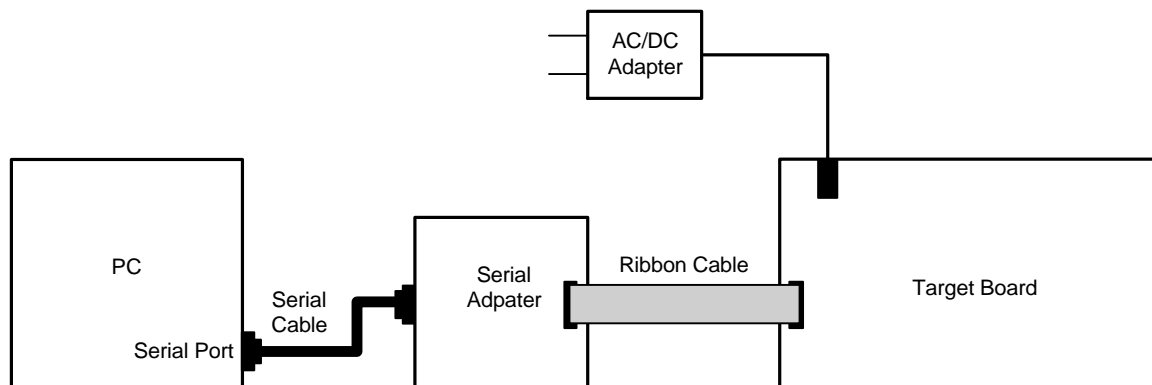 AC/DC
Adapter
PC
Serial
Cable
Serial Port
Serial
Adpater
Ribbon Cable
Target Board